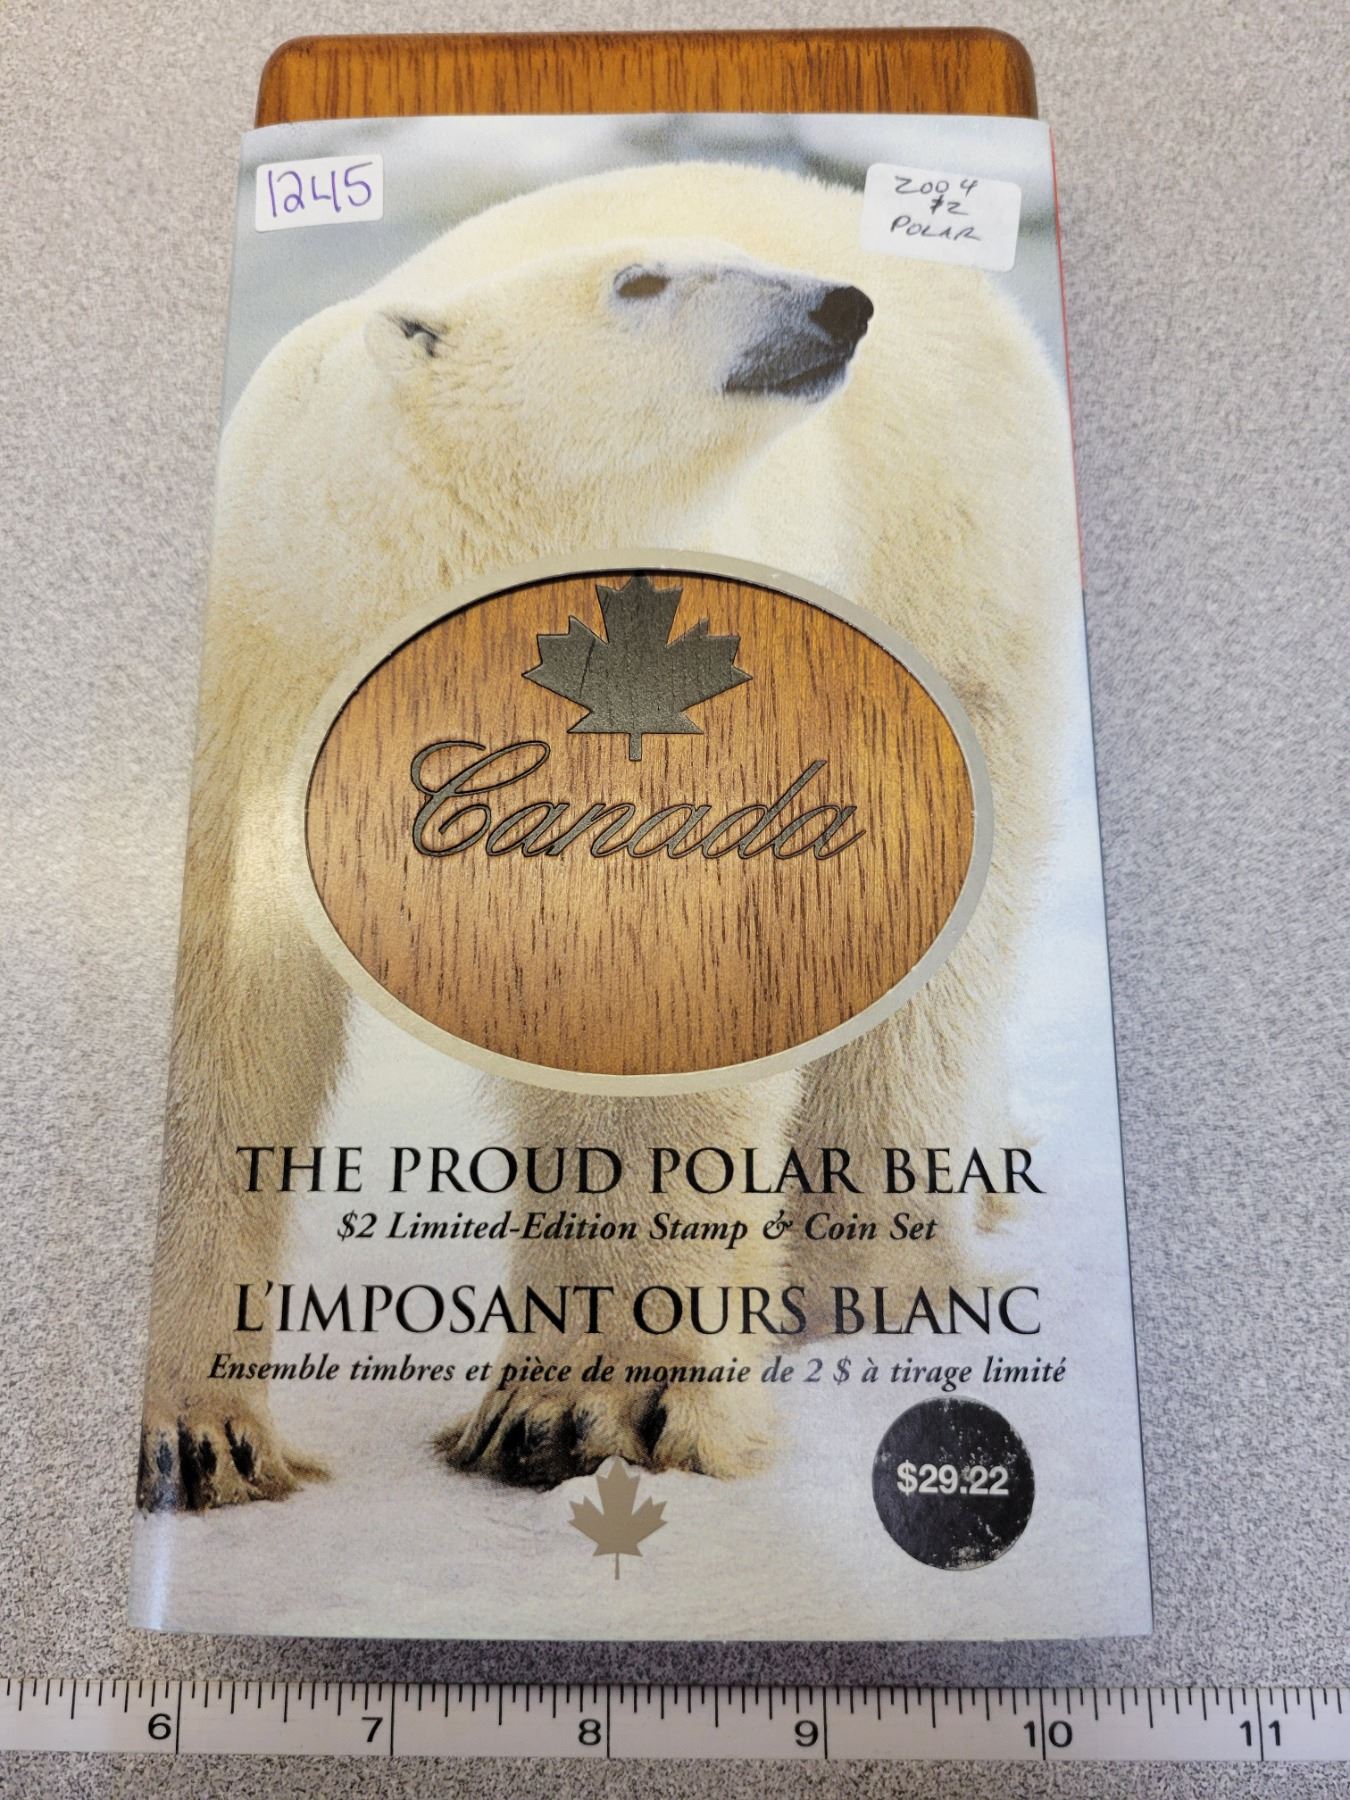 1245
2004
$2
POLAR
Canada
THE PROUD POLAR BEAR
$2 Limited-Edition Stamp & Coin Set
L'IMPOSANT OURS BLANC
Ensemble timbres et pièce de monnaie de 2 $ à tirage limité
$29.22
6 7 8 9 10 11